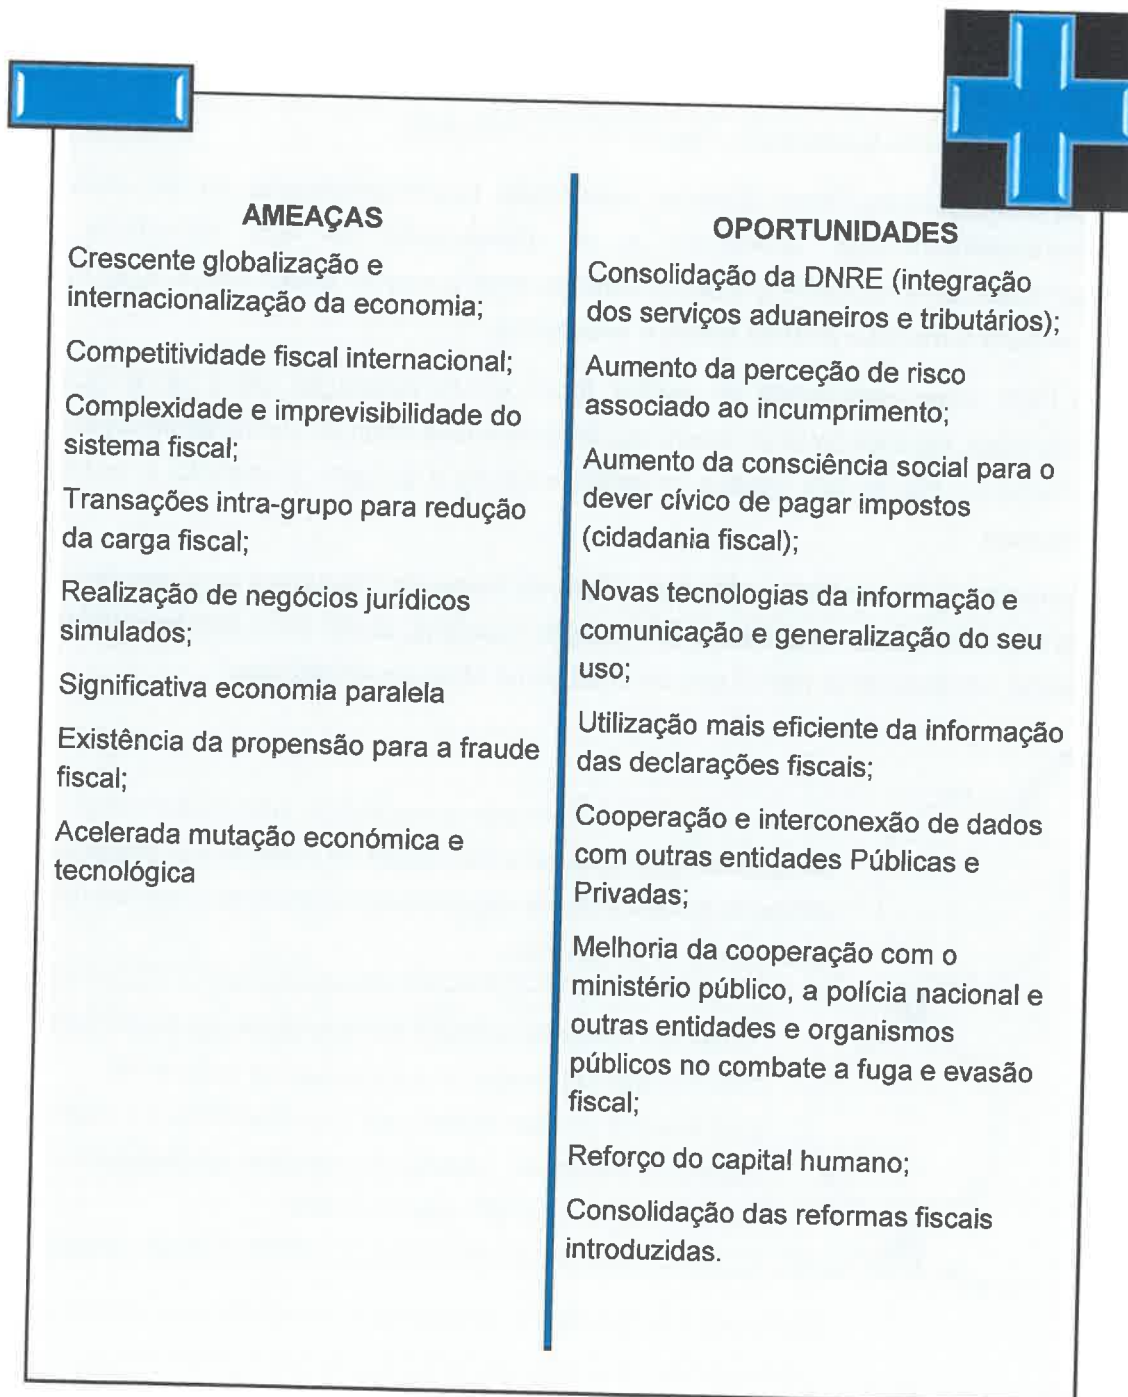 AMEAÇAS
Crescente globalização e
internacionalização da economia;
Competitividade fiscal internacional;
Complexidade e imprevisibilidade do
sistema fiscal;
Transações intra-grupo para redução
da carga fiscal;
Realização de negócios jurídicos
simulados;
Significativa economia paralela
Existência da propensão para a fraude
fiscal;
Acelerada mutação económica e
tecnológica
OPORTUNIDADES
Consolidação da DNRE (integração
dos serviços aduaneiros e tributários);
Aumento da perceção de risco
associado ao incumprimento;
Aumento da consciência social para o
dever cívico de pagar impostos
(cidadania fiscal);
Novas tecnologias da informação e
comunicação e generalização do seu
uso;
Utilização mais eficiente da informação
das declarações fiscais;
Cooperação e interconexão de dados
com outras entidades Públicas e
Privadas;
Melhoria da cooperação com o
ministério público, a polícia nacional e
outras entidades e organismos
públicos no combate a fuga e evasão
fiscal;
Reforço do capital humano;
Consolidação das reformas fiscais
introduzidas.